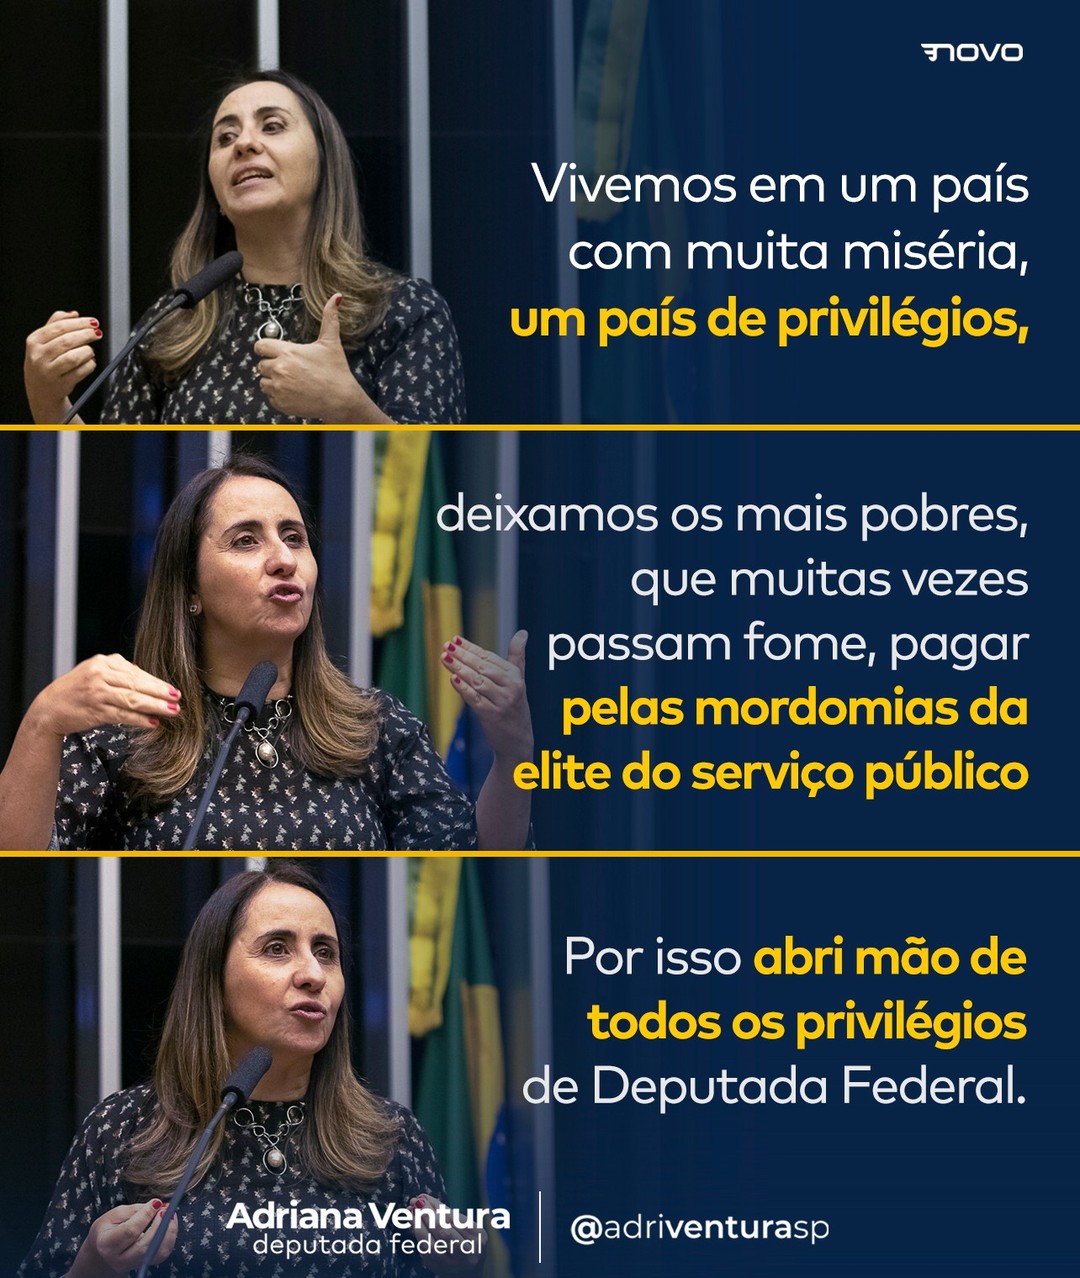 novo
Vivemos em um país
com muita miséria,
um país de privilégios,
deixamos os mais pobres,
que muitas vezes
passam fome, pagar
pelas mordomias da
elite do serviço público
Por isso abri mão de
todos os privilégios
de Deputada Federal.
Adriana Ventura
deputada federal
@adriventurasp